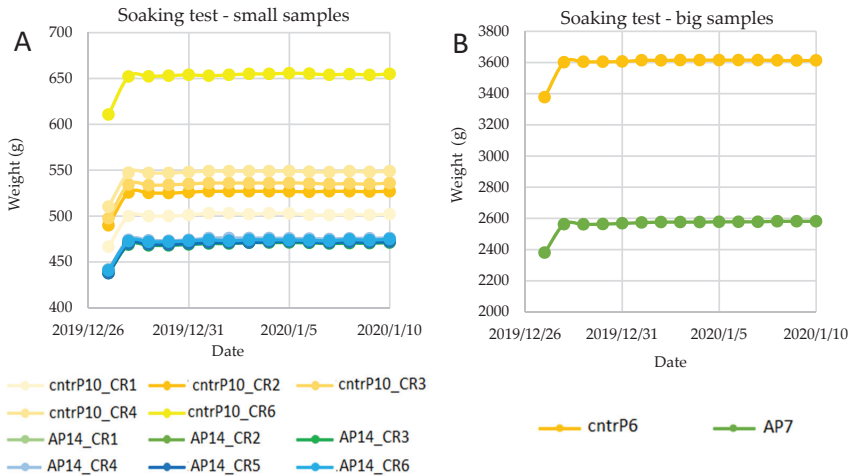 Soaking test - small samples
A
700
650
600
550
500
450
400
Weight (g)
2019/12/26 2019/12/31 2020/1/5 2020/1/10
Date
cntrP10_CR1 cntrP10_CR2 cntrP10_CR3
cntrP10_CR4 cntrP10_CR6
AP14_CR1 AP14_CR2 AP14_CR3
AP14_CR4 AP14_CR5 AP14_CR6
Soaking test - big samples
B
3800
3600
3400
3200
3000
2800
2600
2400
2200
2000
Weight (g)
2019/12/26 2019/12/31 2020/1/5 2020/1/10
Date
cntrP6 AP7